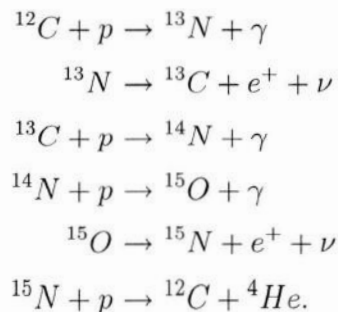 ¹²C + p → ¹³N + γ
¹³N → ¹³C + e⁺ + ν
¹³C + p → ¹⁴N + γ
¹⁴N + p → ¹⁵O + γ
¹⁵O → ¹⁵N + e⁺ + ν
¹⁵N + p → ¹²C + ⁴He.